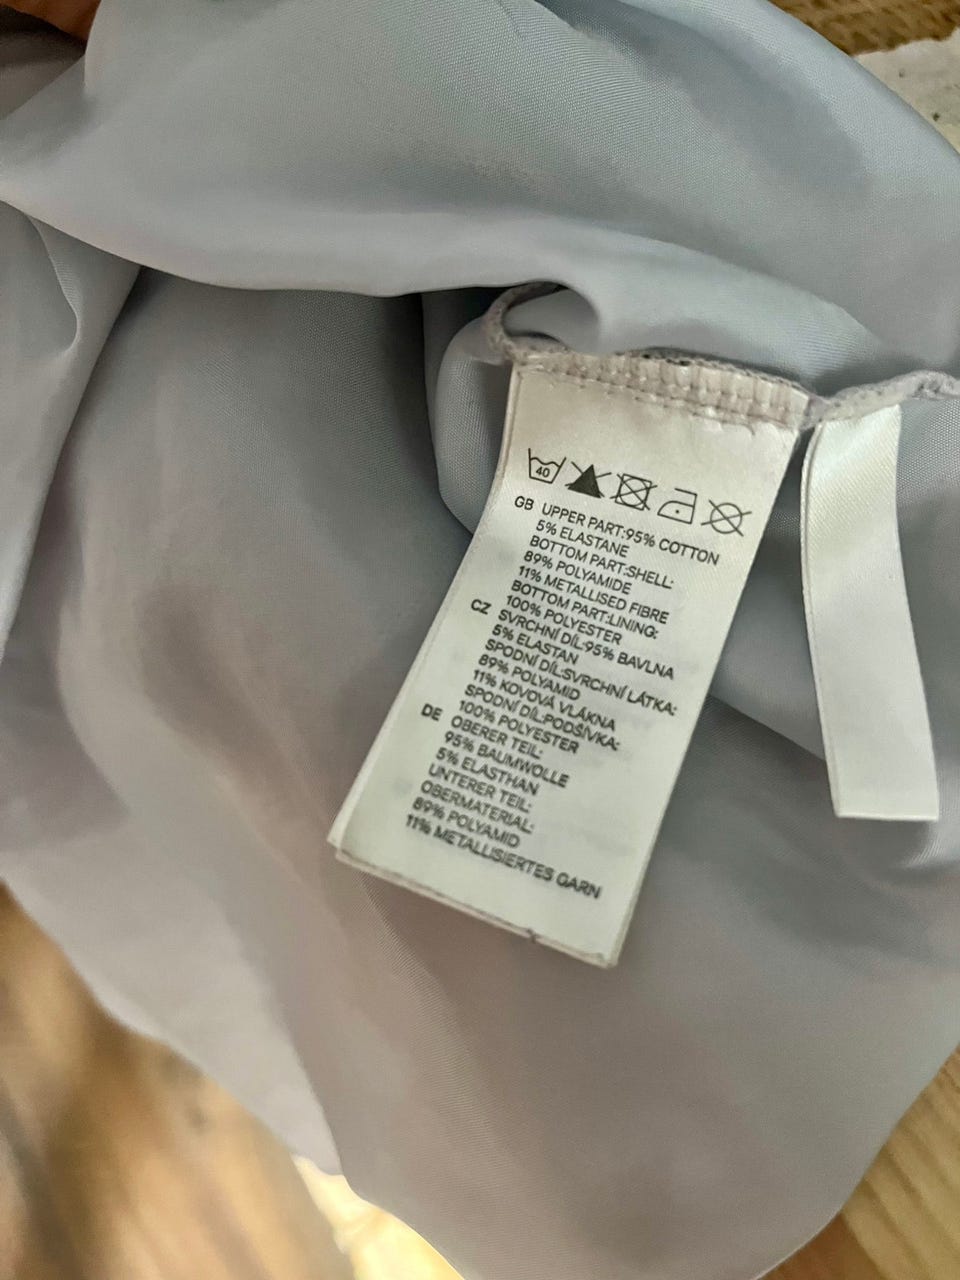 40
GB UPPER PART:95% COTTON
5% ELASTANE
BOTTOM PART:SHELL:
89% POLYAMIDE
11% METALLISED FIBRE
BOTTOM PART:LINING:
100% POLYESTER
CZ SVRCHNÍ DÍL:95% BAVLNA
5% ELASTAN
SPODNÍ DÍL:SVRCHNÍ LÁTKA:
89% POLYAMID
11% KOVOVÁ VLÁKNA
SPODNÍ DÍL:PODŠÍVKA:
100% POLYESTER
DE OBERER TEIL:
95% BAUMWOLLE
5% ELASTHAN
UNTERER TEIL:
OBERMATERIAL:
89% POLYAMID
11% METALLISIERTES GARN